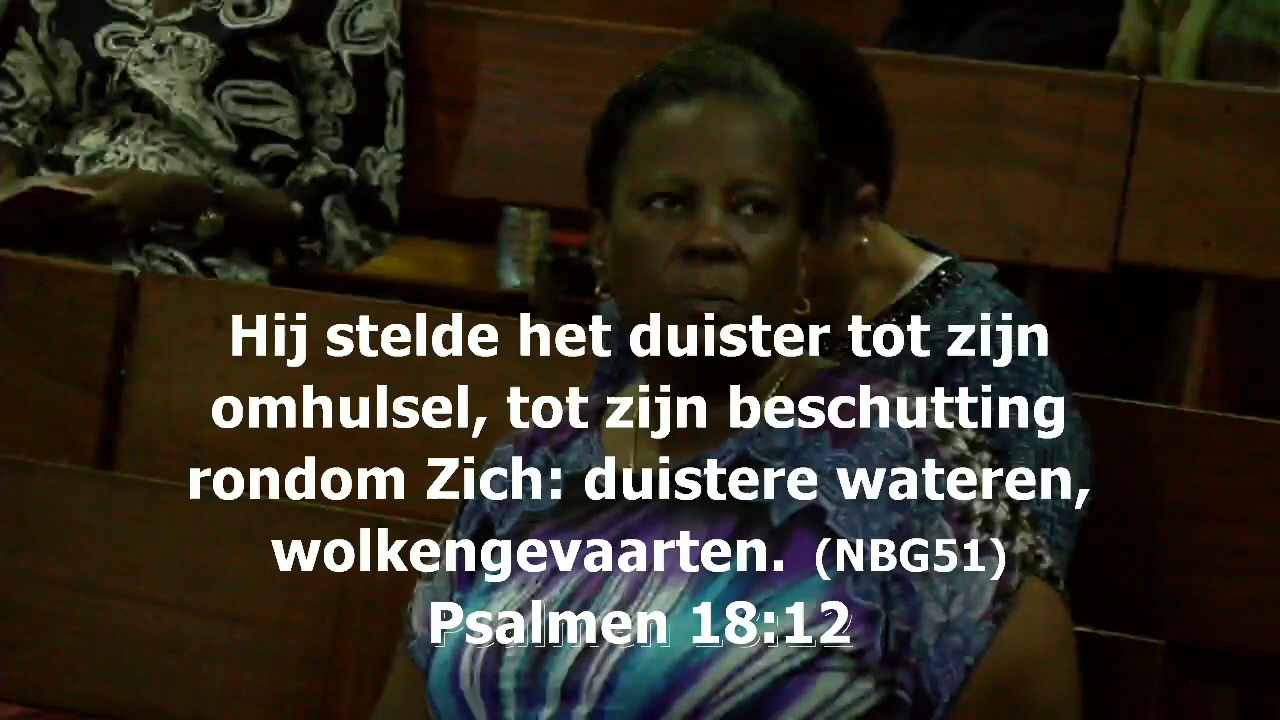 Hij stelde het duister tot zijn
omhulsel, tot zijn beschutting
rondom Zich: duistere wateren,
wolkengevaarten. (NBG51)
Psalmen 18:12